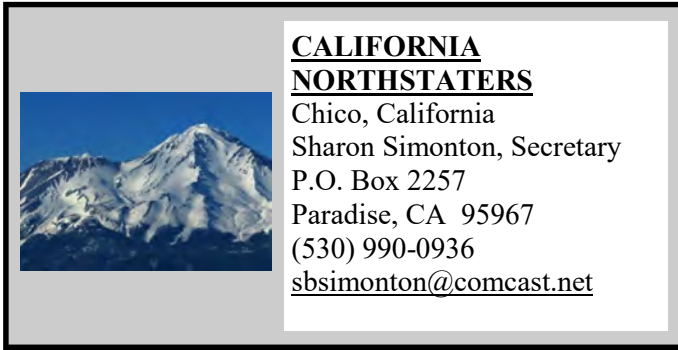 CALIFORNIA
NORTHSTATERS
Chico, California
Sharon Simonton, Secretary
P.O. Box 2257
Paradise, CA  95967
(530) 990-0936
sbsimonton@comcast.net